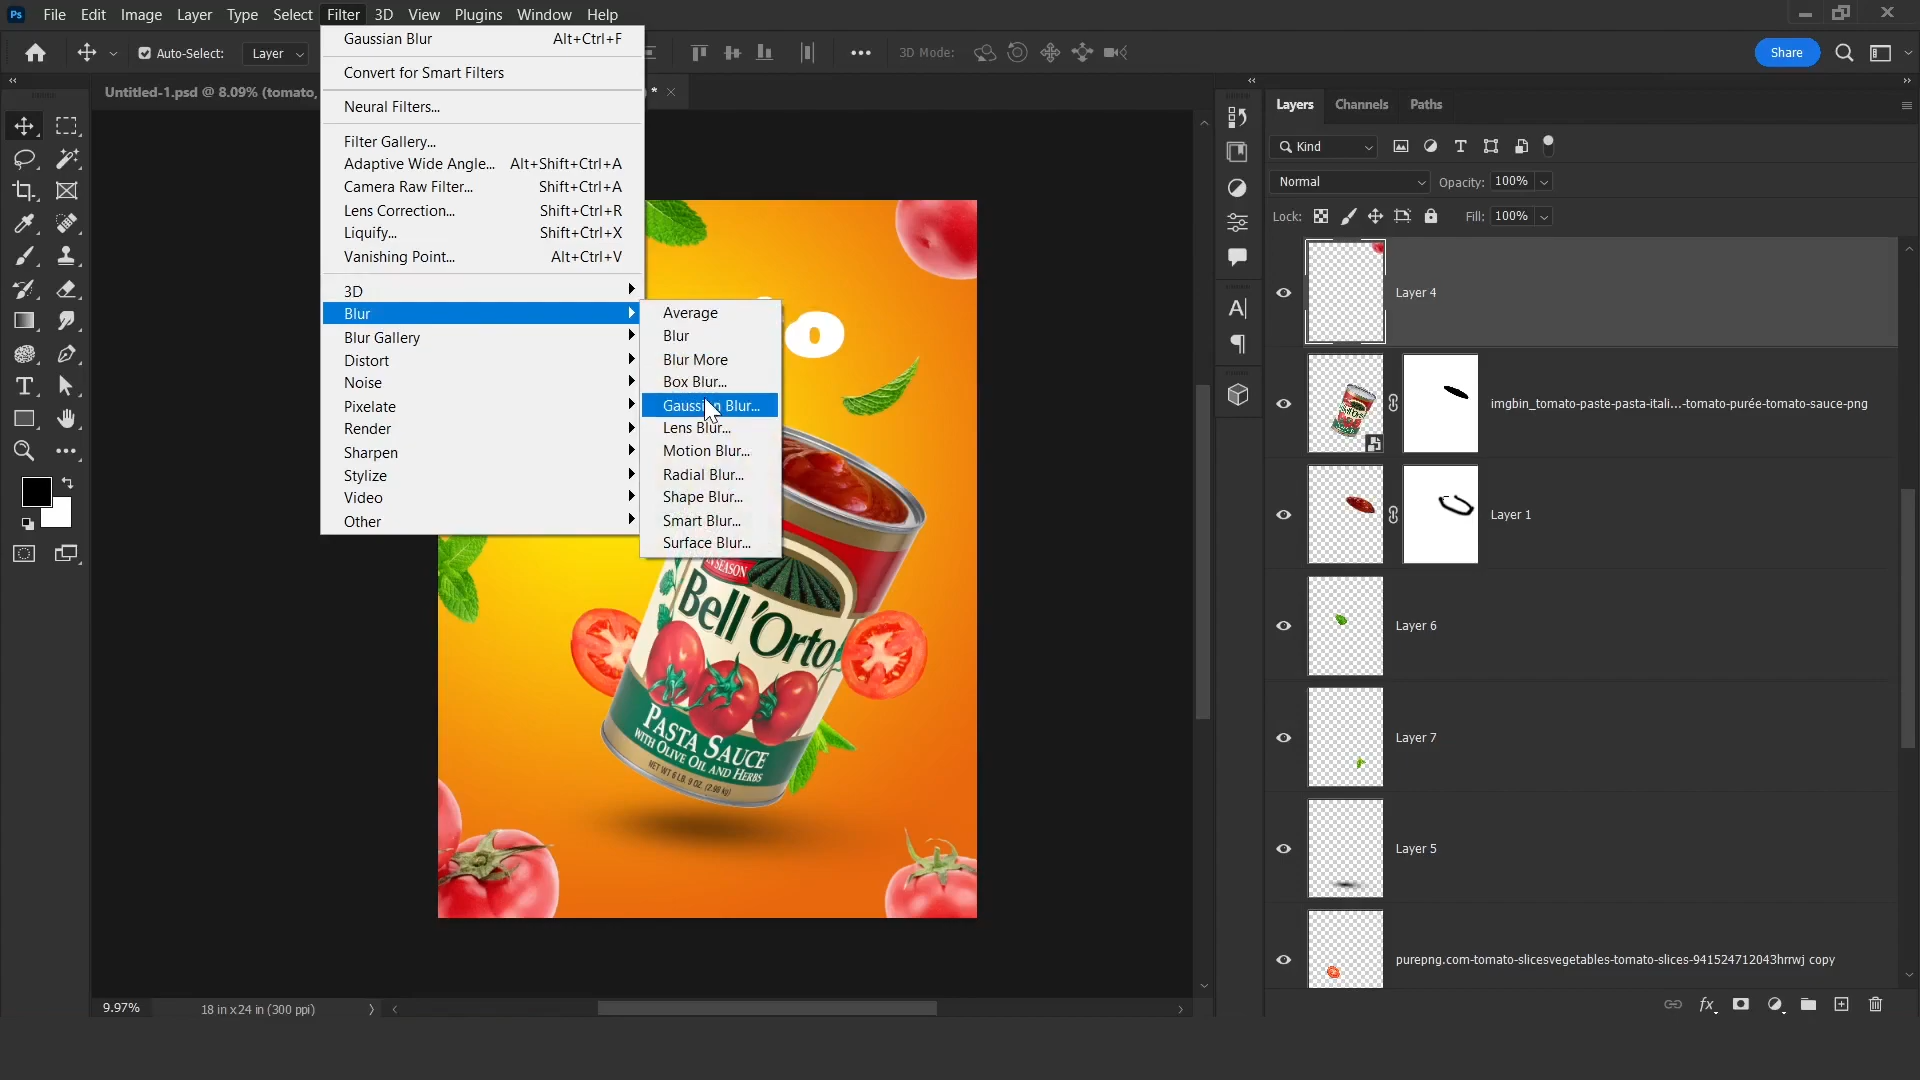 Ps File Edit Image Layer Type Select Filter 3D View Plugins Window Help
Auto-Select: Layer
3D Mode:
Share
Untitled-1.psd @ 8.09% (tomato,
* ×
Gaussian Blur Alt+Ctrl+F
Convert for Smart Filters
Neural Filters...
Filter Gallery...
Adaptive Wide Angle... Alt+Shift+Ctrl+A
Camera Raw Filter... Shift+Ctrl+A
Lens Correction... Shift+Ctrl+R
Liquify... Shift+Ctrl+X
Vanishing Point... Alt+Ctrl+V
3D
Blur
Blur Gallery
Distort
Noise
Pixelate
Render
Sharpen
Stylize
Video
Other
Average
Blur
Blur More
Box Blur...
Gaussian Blur...
Lens Blur...
Motion Blur...
Radial Blur...
Shape Blur...
Smart Blur...
Surface Blur...
o
SEASON
Bell'Orto
PASTA SAUCE
WITH OLIVE OIL AND HERBS
NET WT 6 LB. 9 OZ. (2.98 kg)
Layers Channels Paths
Kind
Normal Opacity: 100%
Lock: Fill: 100%
Layer 4
imgbin_tomato-paste-pasta-itali...-tomato-purée-tomato-sauce-png
Layer 1
Layer 6
Layer 7
Layer 5
purepng.com-tomato-slicesvegetables-tomato-slices-941524712043hrrwj copy
fx
9.97% 18 in x 24 in (300 ppi)